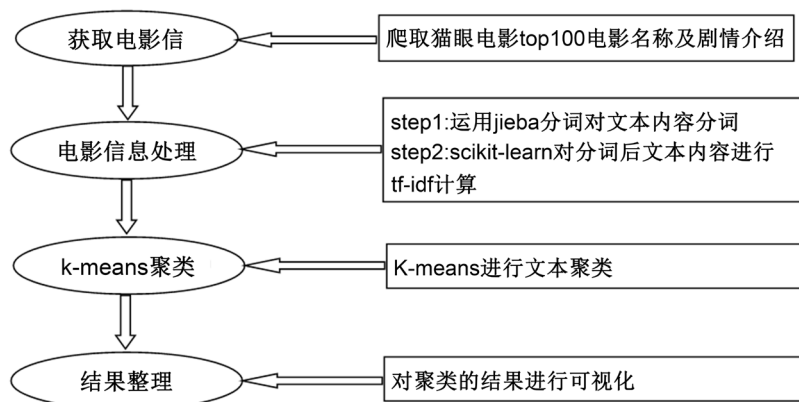 获取电影信
爬取猫眼电影top100电影名称及剧情介绍
电影信息处理
step1:运用jieba分词对文本内容分词
step2:scikit-learn对分词后文本内容进行
tf-idf计算
k-means聚类
K-means进行文本聚类
结果整理
对聚类的结果进行可视化